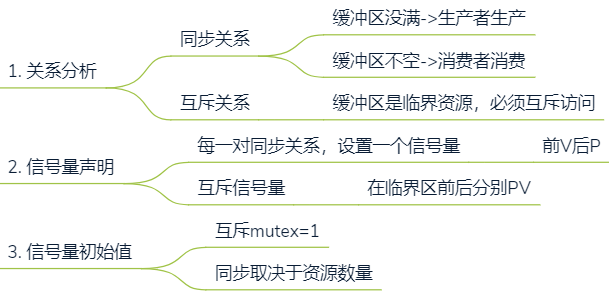 1. 关系分析
同步关系
缓冲区没满->生产者生产
缓冲区不空->消费者消费
互斥关系
缓冲区是临界资源，必须互斥访问
2. 信号量声明
每一对同步关系，设置一个信号量
前V后P
互斥信号量
在临界区前后分别PV
3. 信号量初始值
互斥mutex=1
同步取决于资源数量